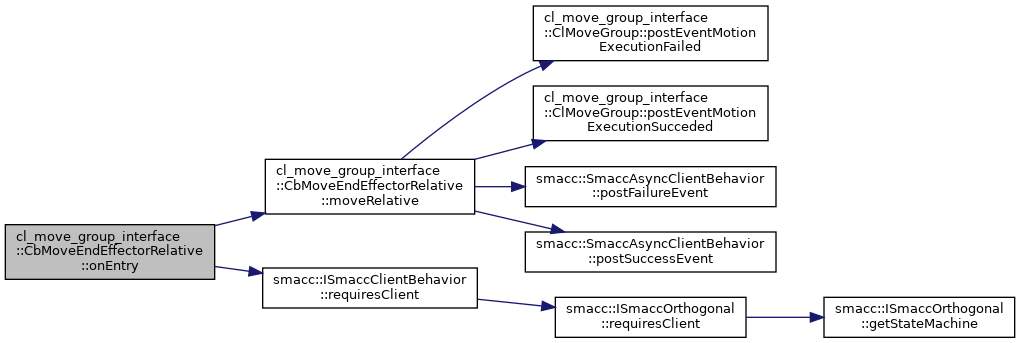 cl_move_group_interface
::ClMoveGroup::postEventMotion
ExecutionFailed
cl_move_group_interface
::ClMoveGroup::postEventMotion
ExecutionSucceded
cl_move_group_interface
::CbMoveEndEffectorRelative
::moveRelative
smacc::SmaccAsyncClientBehavior
::postFailureEvent
cl_move_group_interface
::CbMoveEndEffectorRelative
::onEntry
smacc::SmaccAsyncClientBehavior
::postSuccessEvent
smacc::ISmaccClientBehavior
::requiresClient
smacc::ISmaccOrthogonal
::requiresClient
smacc::ISmaccOrthogonal
::getStateMachine